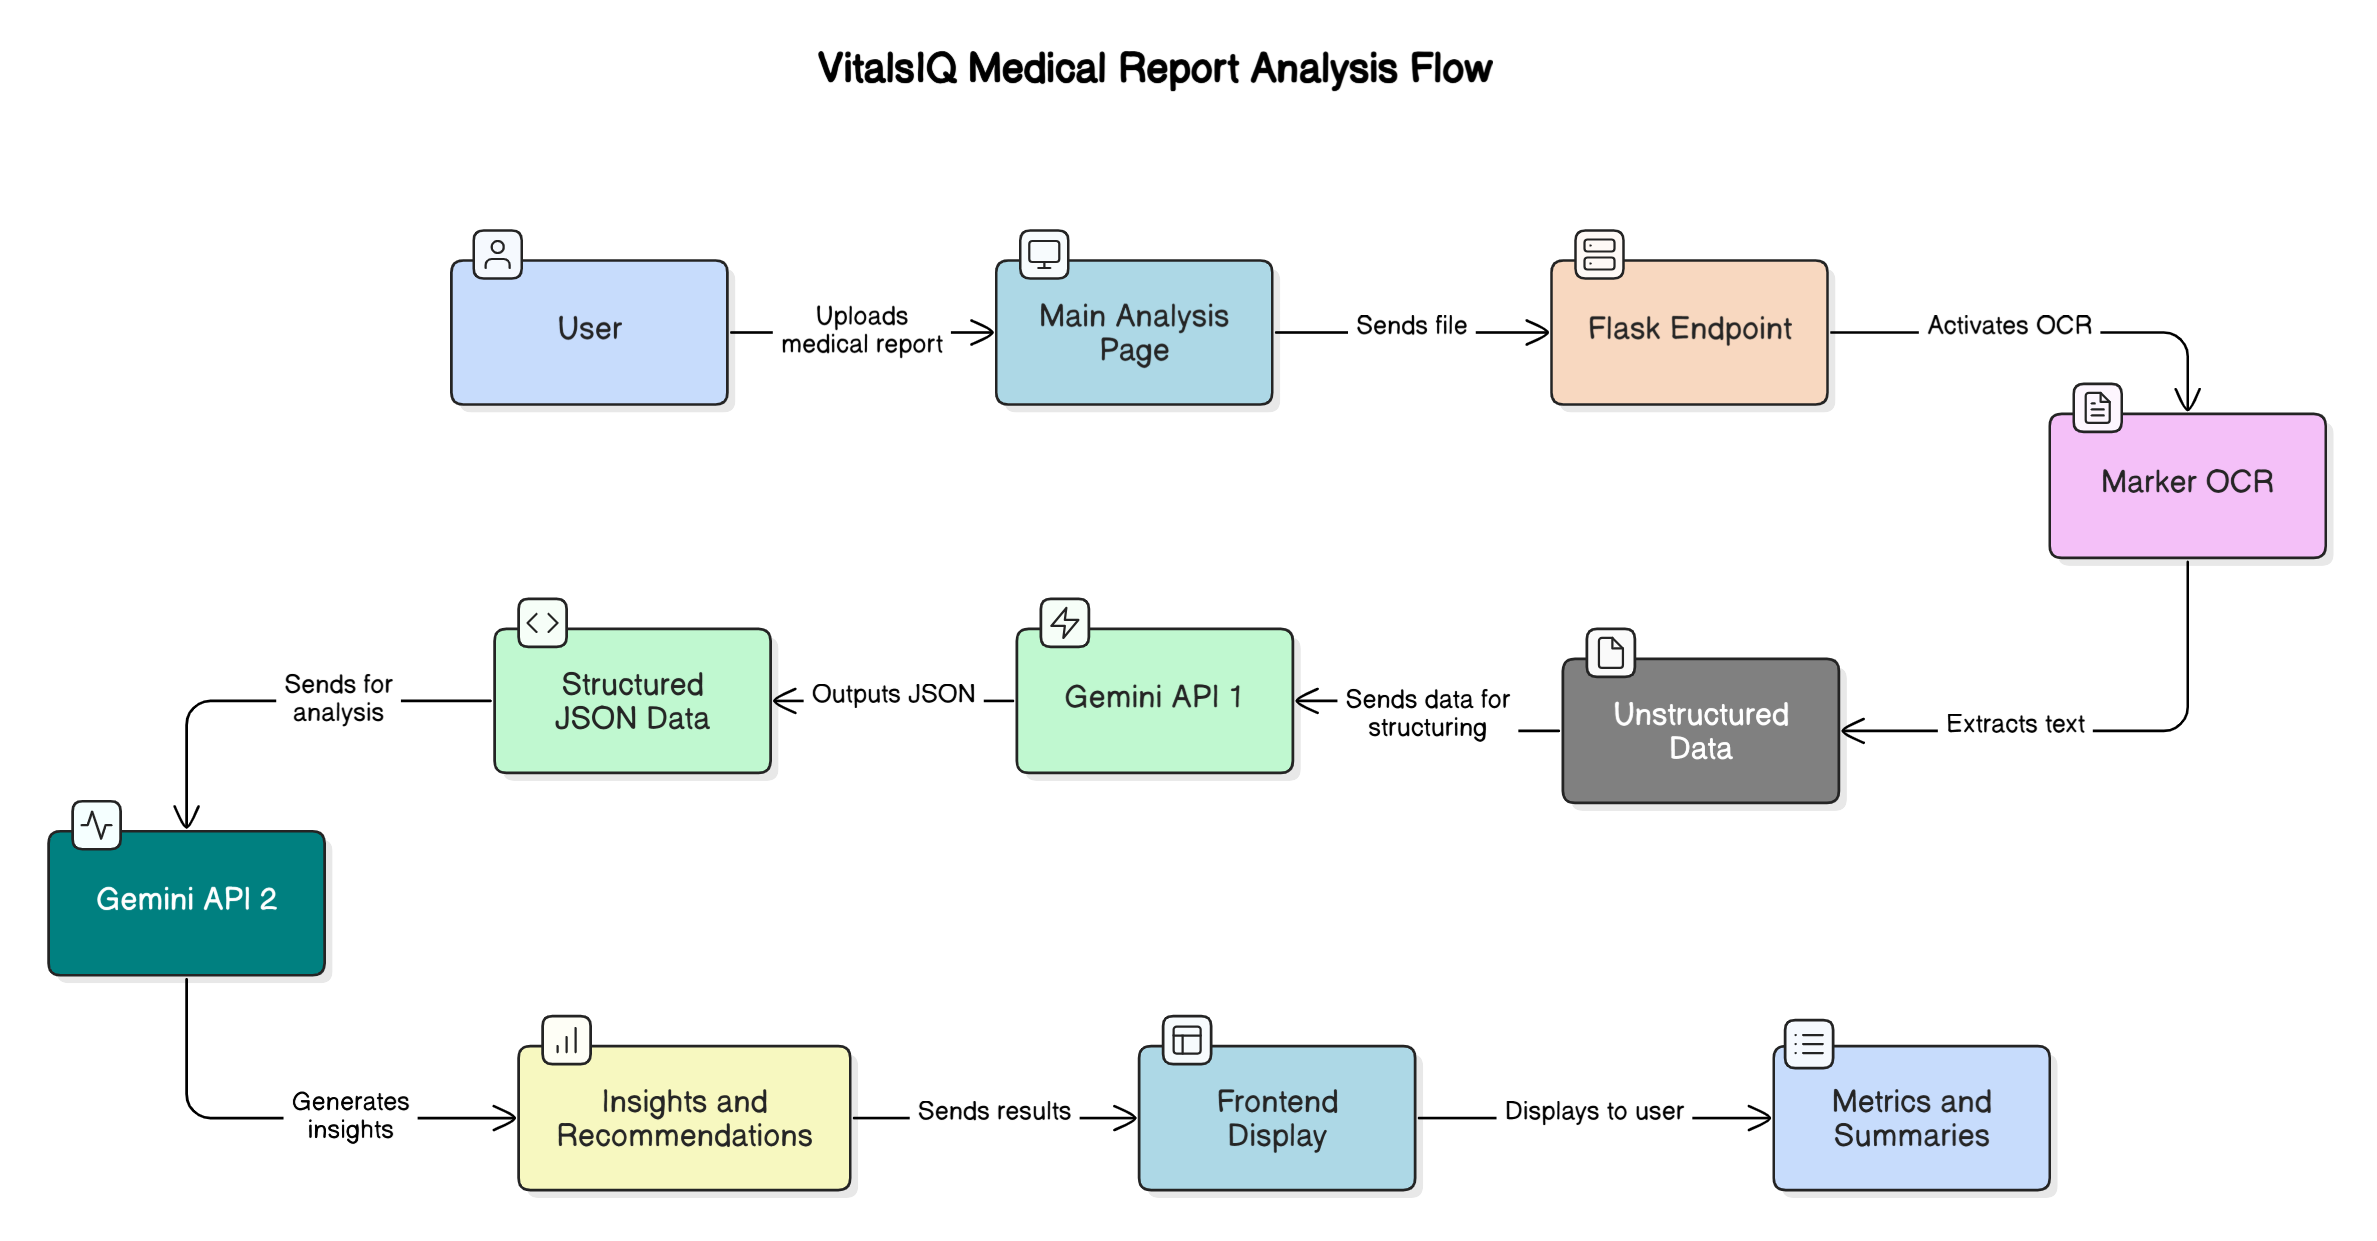 VitalsIQ Medical Report Analysis Flow
User
Uploads
medical report
Main Analysis
Page
Sends file
Flask Endpoint
Activates OCR
Marker OCR
Extracts text
Unstructured
Data
Sends data for
structuring
Gemini API 1
Outputs JSON
Structured
JSON Data
Sends for
analysis
Gemini API 2
Generates
insights
Insights and
Recommendations
Sends results
Frontend
Display
Displays to user
Metrics and
Summaries